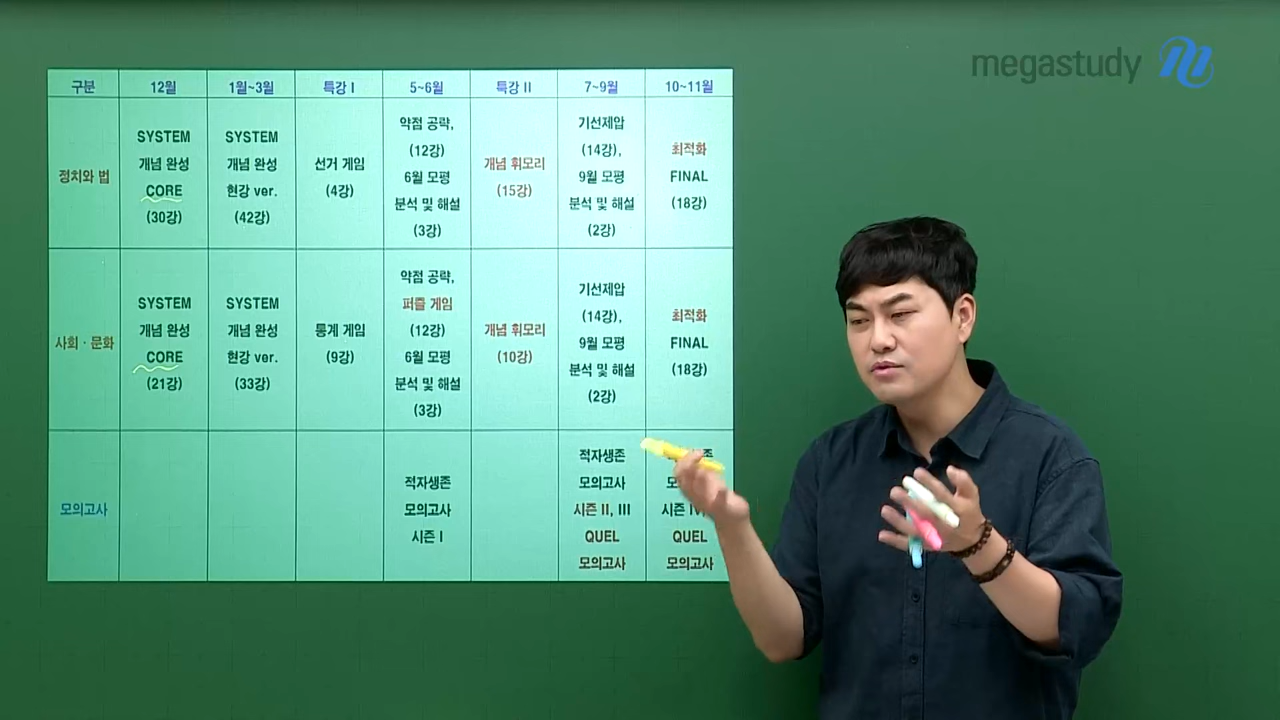 megastudy
구분 12월 1월~3월 특강 I 5~6월 특강 II 7~9월 10~11월
정치와 법
SYSTEM
개념 완성
CORE
(30강)
SYSTEM
개념 완성
현강 ver.
(42강)
선거 게임
(4강)
약점 공략,
(12강)
6월 모평
분석 및 해설
(3강)
개념 휘모리
(15강)
기선제압
(14강),
9월 모평
분석 및 해설
(2강)
최적화
FINAL
(18강)
사회·문화
SYSTEM
개념 완성
CORE
(21강)
SYSTEM
개념 완성
현강 ver.
(33강)
통계 게임
(9강)
약점 공략,
퍼즐 게임
(12강)
6월 모평
분석 및 해설
(3강)
개념 휘모리
(10강)
기선제압
(14강),
9월 모평
분석 및 해설
(2강)
최적화
FINAL
(18강)
모의고사
적자생존
모의고사
시즌 I
적자생존
모의고사
시즌 II, III
QUEL
모의고사
시즌
QUEL
모의고사